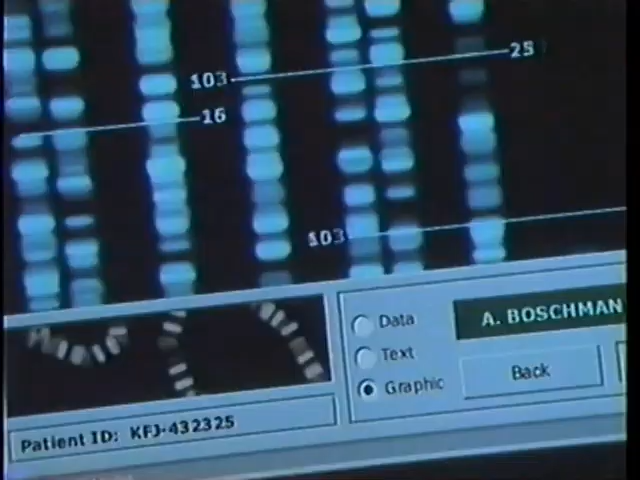 25
103
16
103
Data
Text
Graphic
A. BOSCHMAN
Back
Patient ID: KFJ-432325